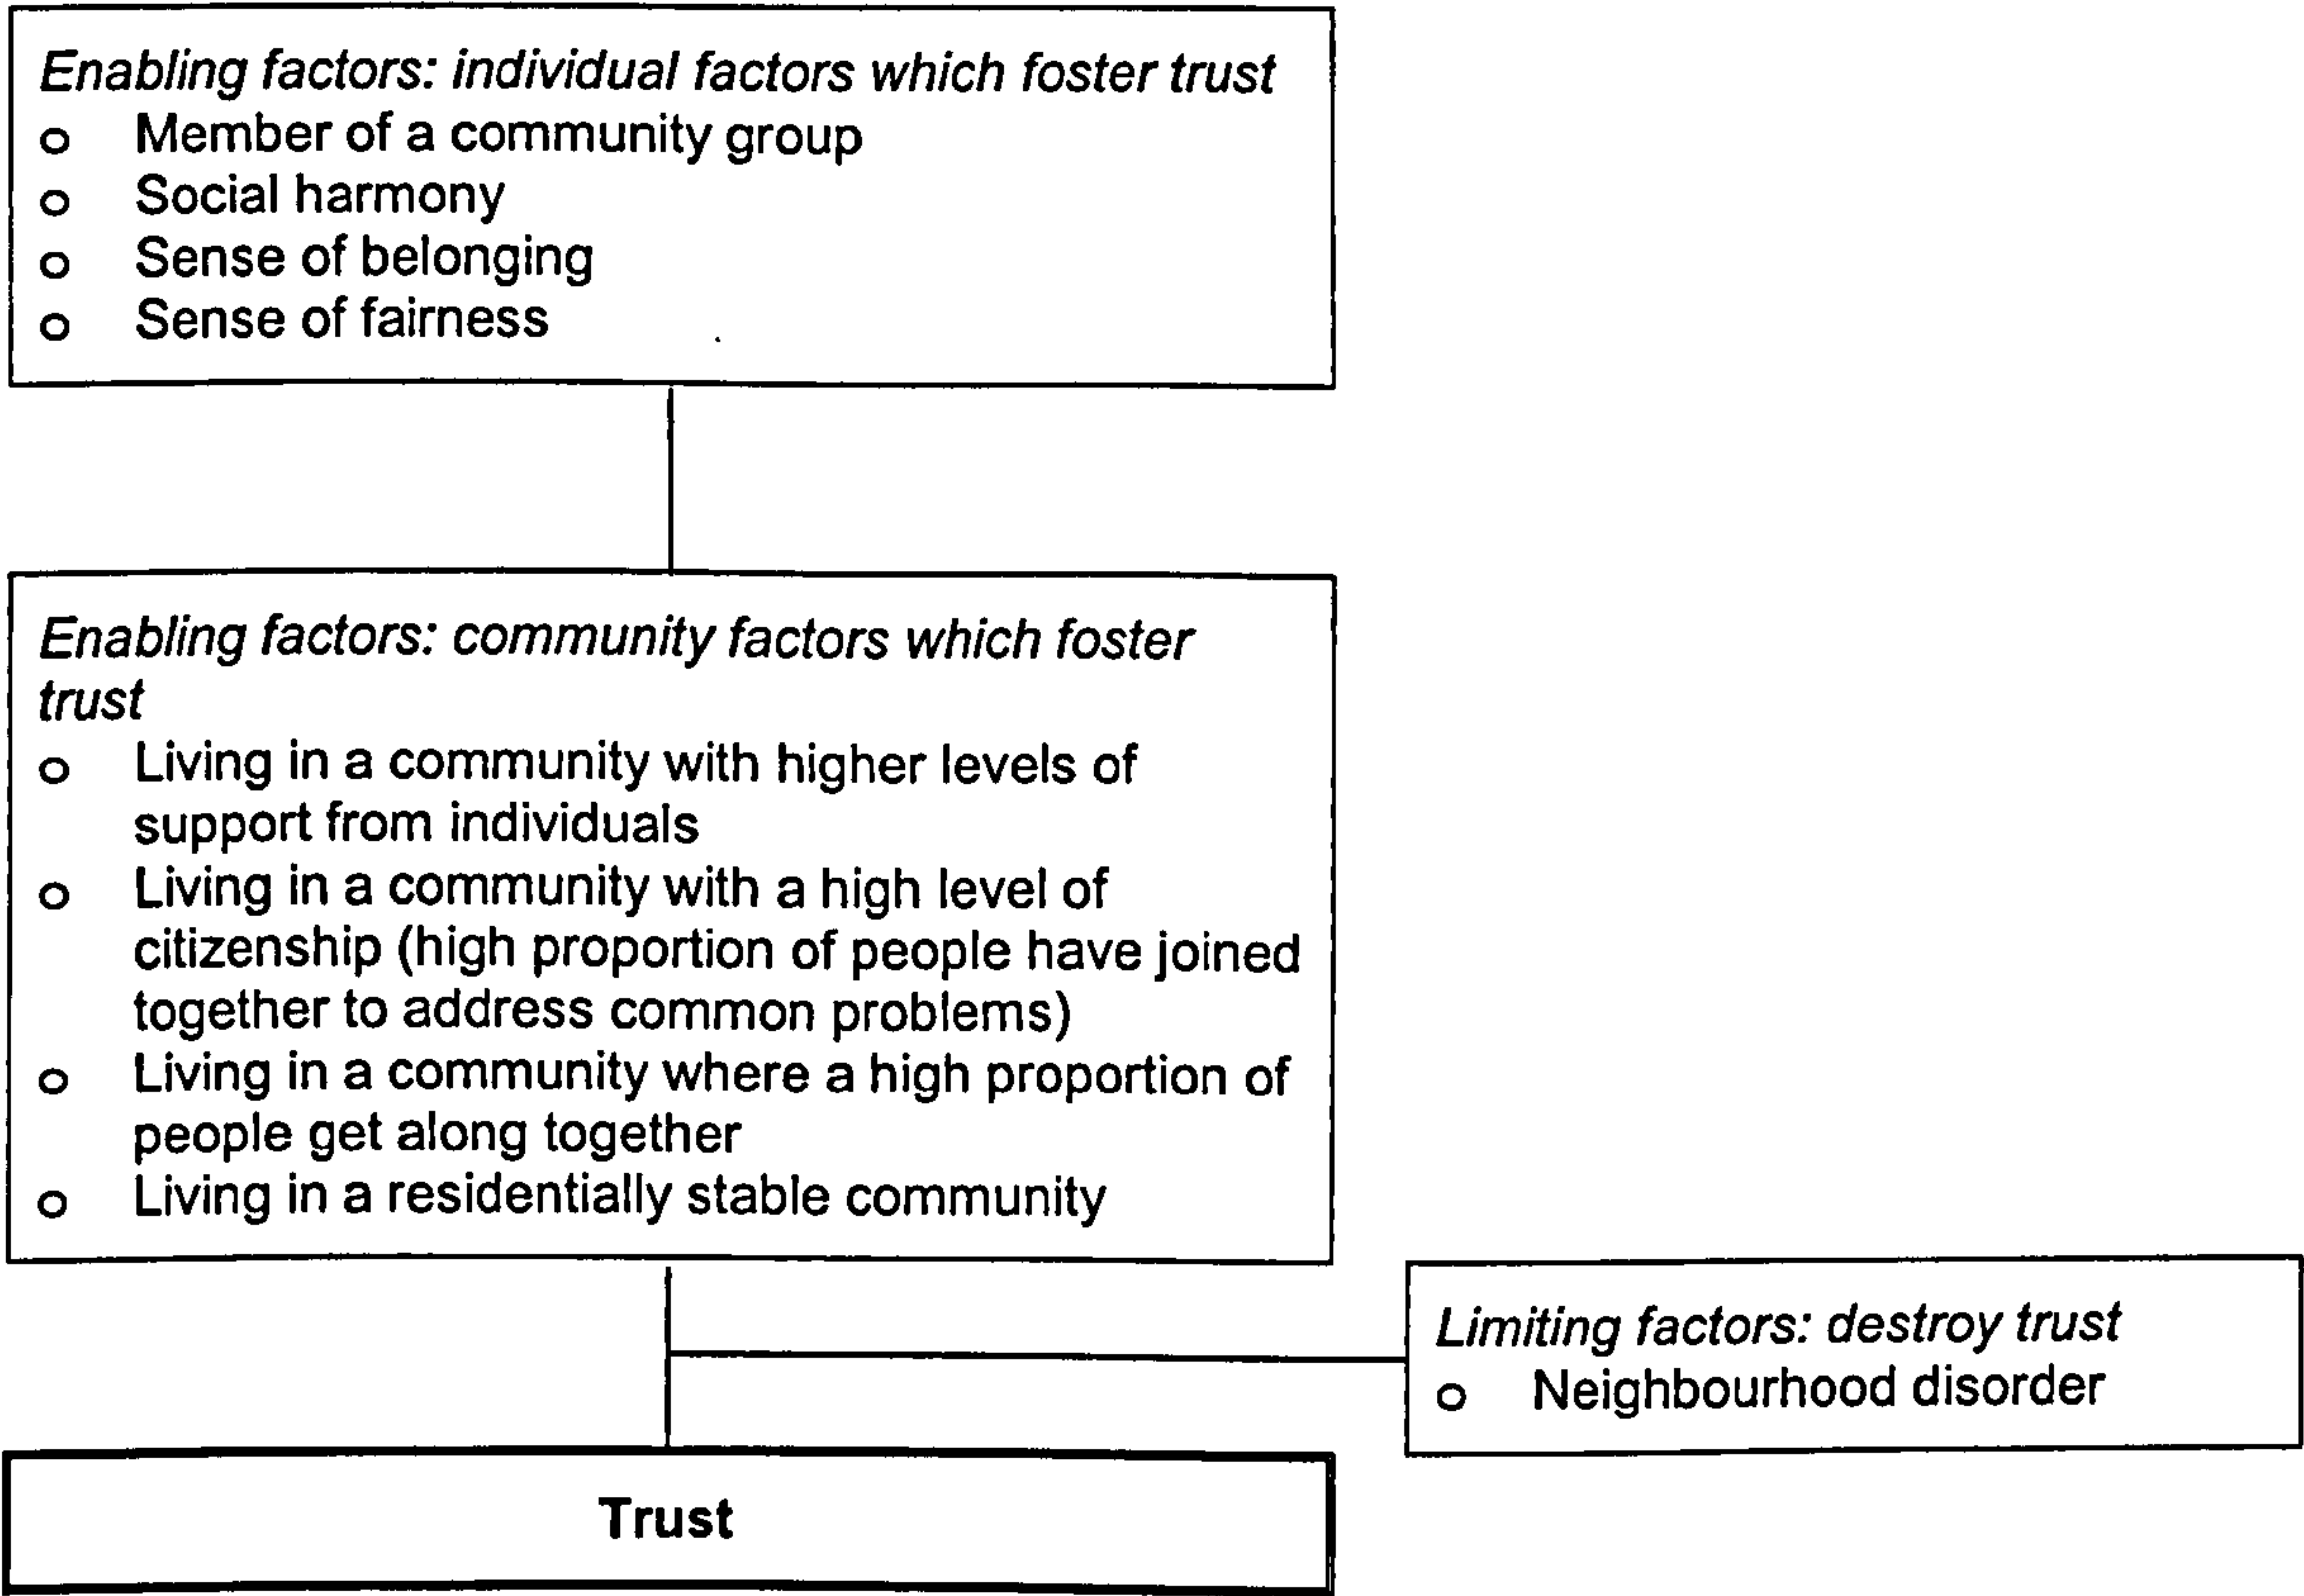 Enabling factors: individual factors which foster trust
o Member of a community group
o Social harmony
o Sense of belonging
o Sense of fairness
Enabling factors: community factors which foster
trust
o Living in a community with higher levels of
support from individuals
o Living in a community with a high level of
citizenship (high proportion of people have joined
together to address common problems)
o Living in a community where a high proportion of
people get along together
o Living in a residentially stable community
Limiting factors: destroy trust
o Neighbourhood disorder
Trust